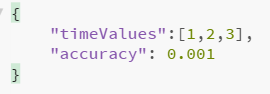 {
    "timeValues":[1,2,3],
    "accuracy": 0.001
}